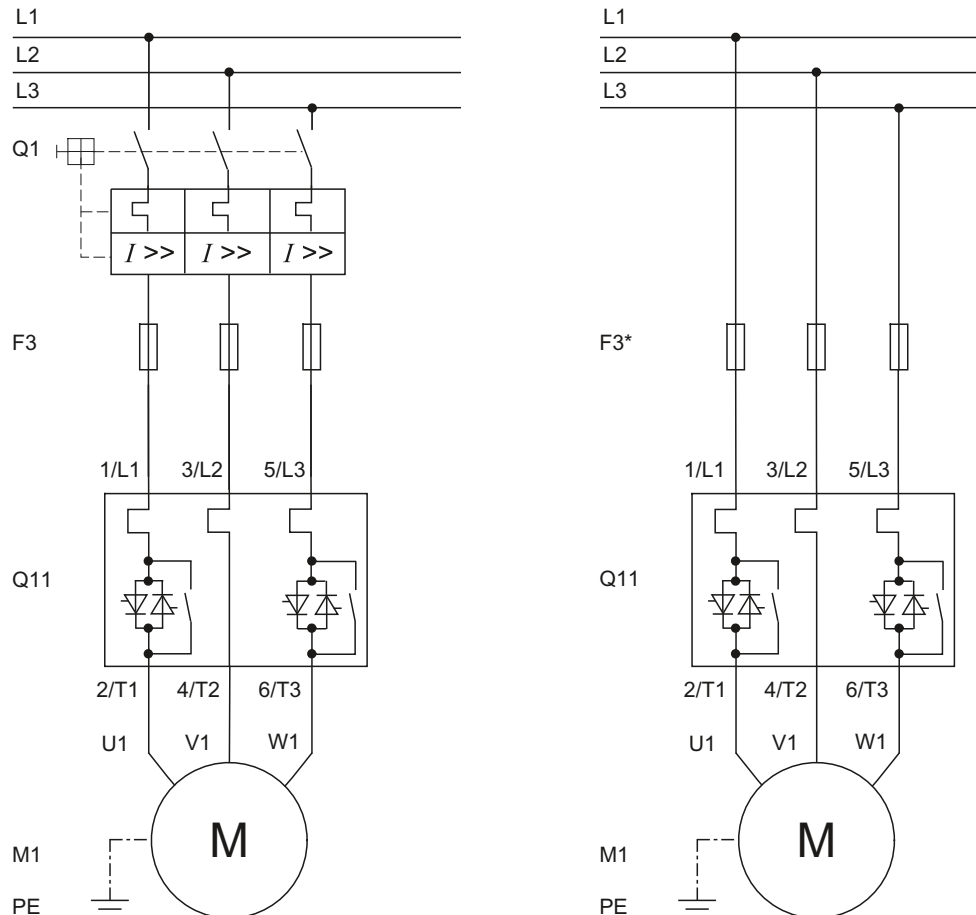 L1
L2
L3
Q1
I >> I >> I >>
F3
1/L1 3/L2 5/L3
Q11
2/T1 4/T2 6/T3
U1 V1 W1
M
M1
PE
L1
L2
L3
F3*
1/L1 3/L2 5/L3
Q11
2/T1 4/T2 6/T3
U1 V1 W1
M
M1
PE